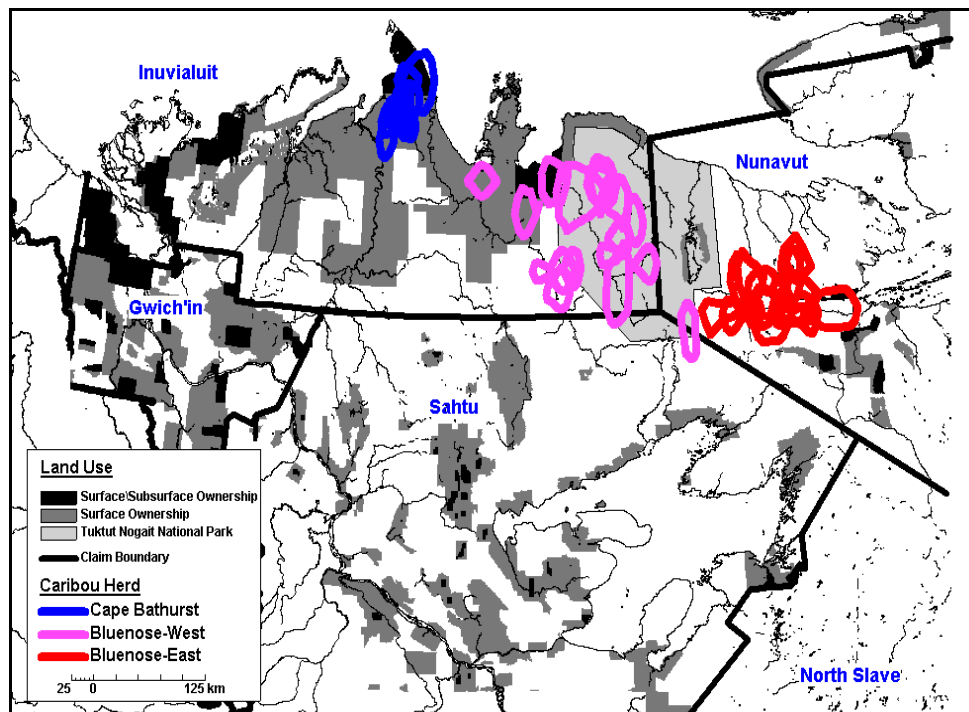 Inuvialuit
Nunavut
Gwich'in
Sahtu
North Slave
Land Use
Surface\Subsurface Ownership
Surface Ownership
Tuktut Nogait National Park
Claim Boundary
Caribou Herd
Cape Bathurst
Bluenose-West
Bluenose-East
25 0 125 km